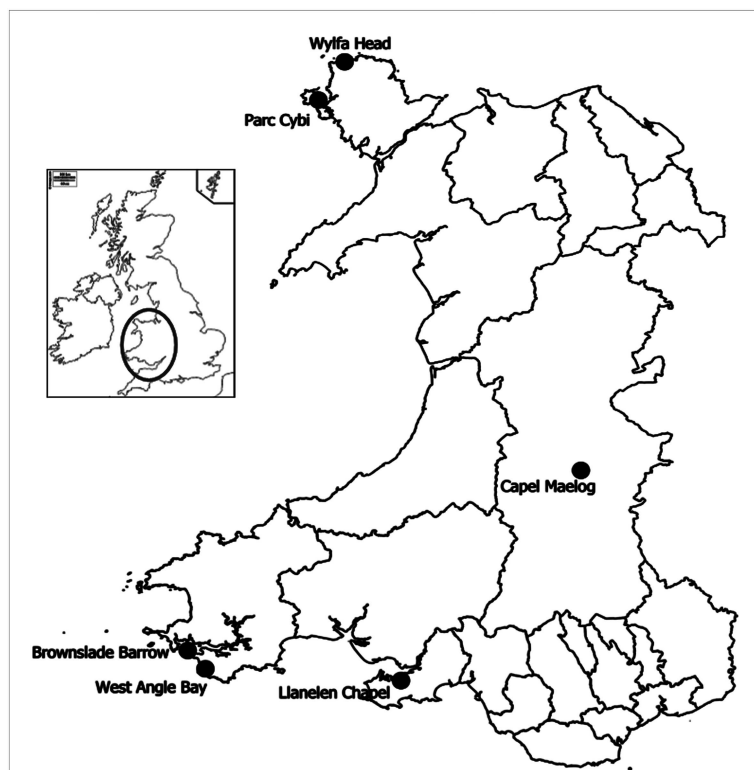 Wylfa Head
Parc Cybi
Capel Maelog
Brownslade Barrow
West Angle Bay
Llanelen Chapel